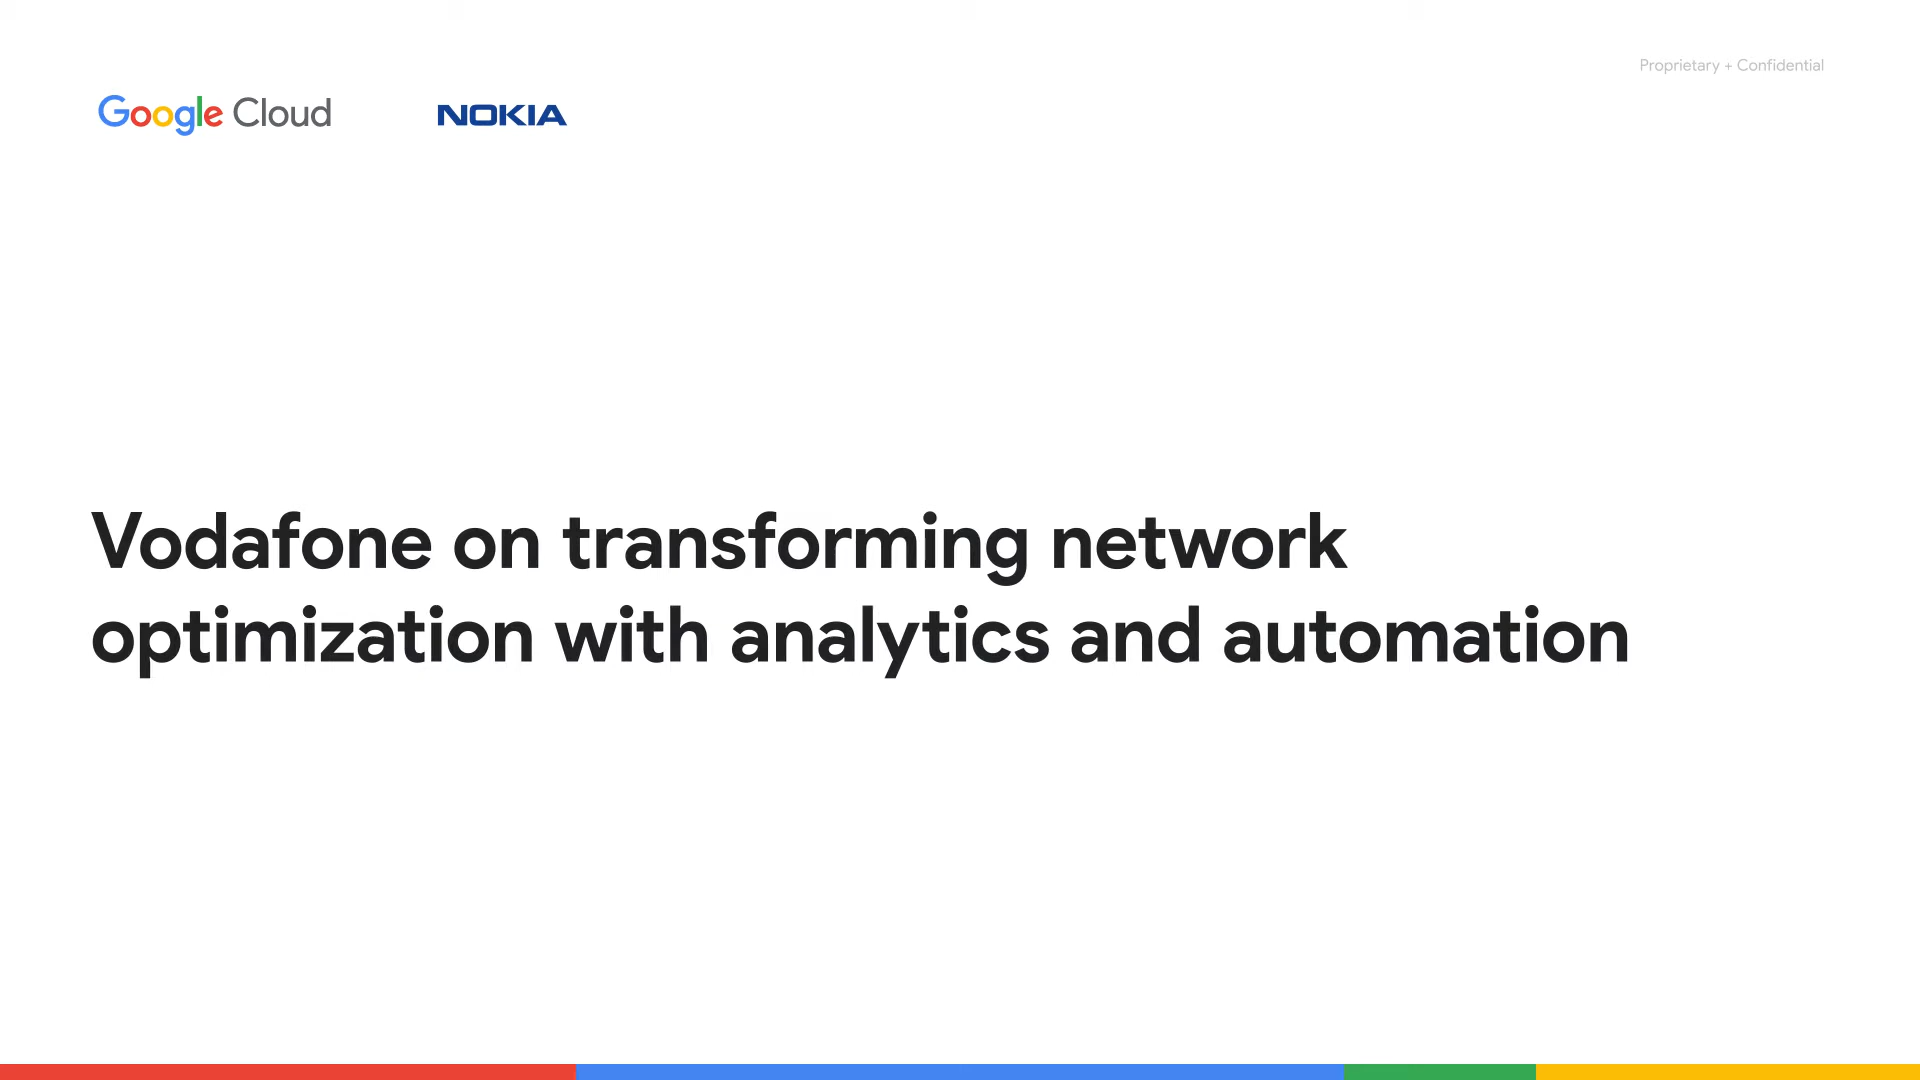 Proprietary + Confidential
Google Cloud
NOKIA
Vodafone on transforming network
optimization with analytics and automation